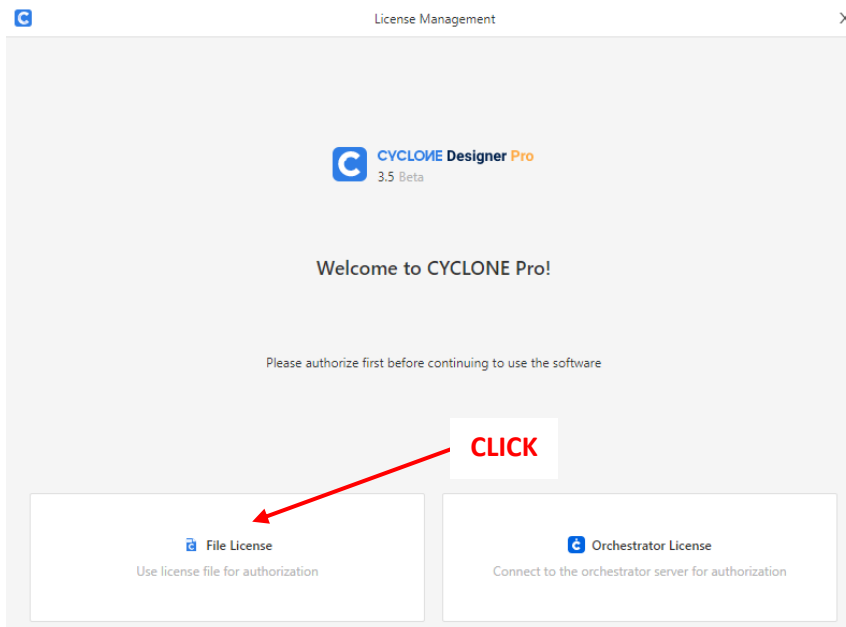 License Management
CYCLONE Designer Pro
3.5 Beta
Welcome to CYCLONE Pro!
Please authorize first before continuing to use the software
CLICK
File License
Use license file for authorization
Orchestrator License
Connect to the orchestrator server for authorization